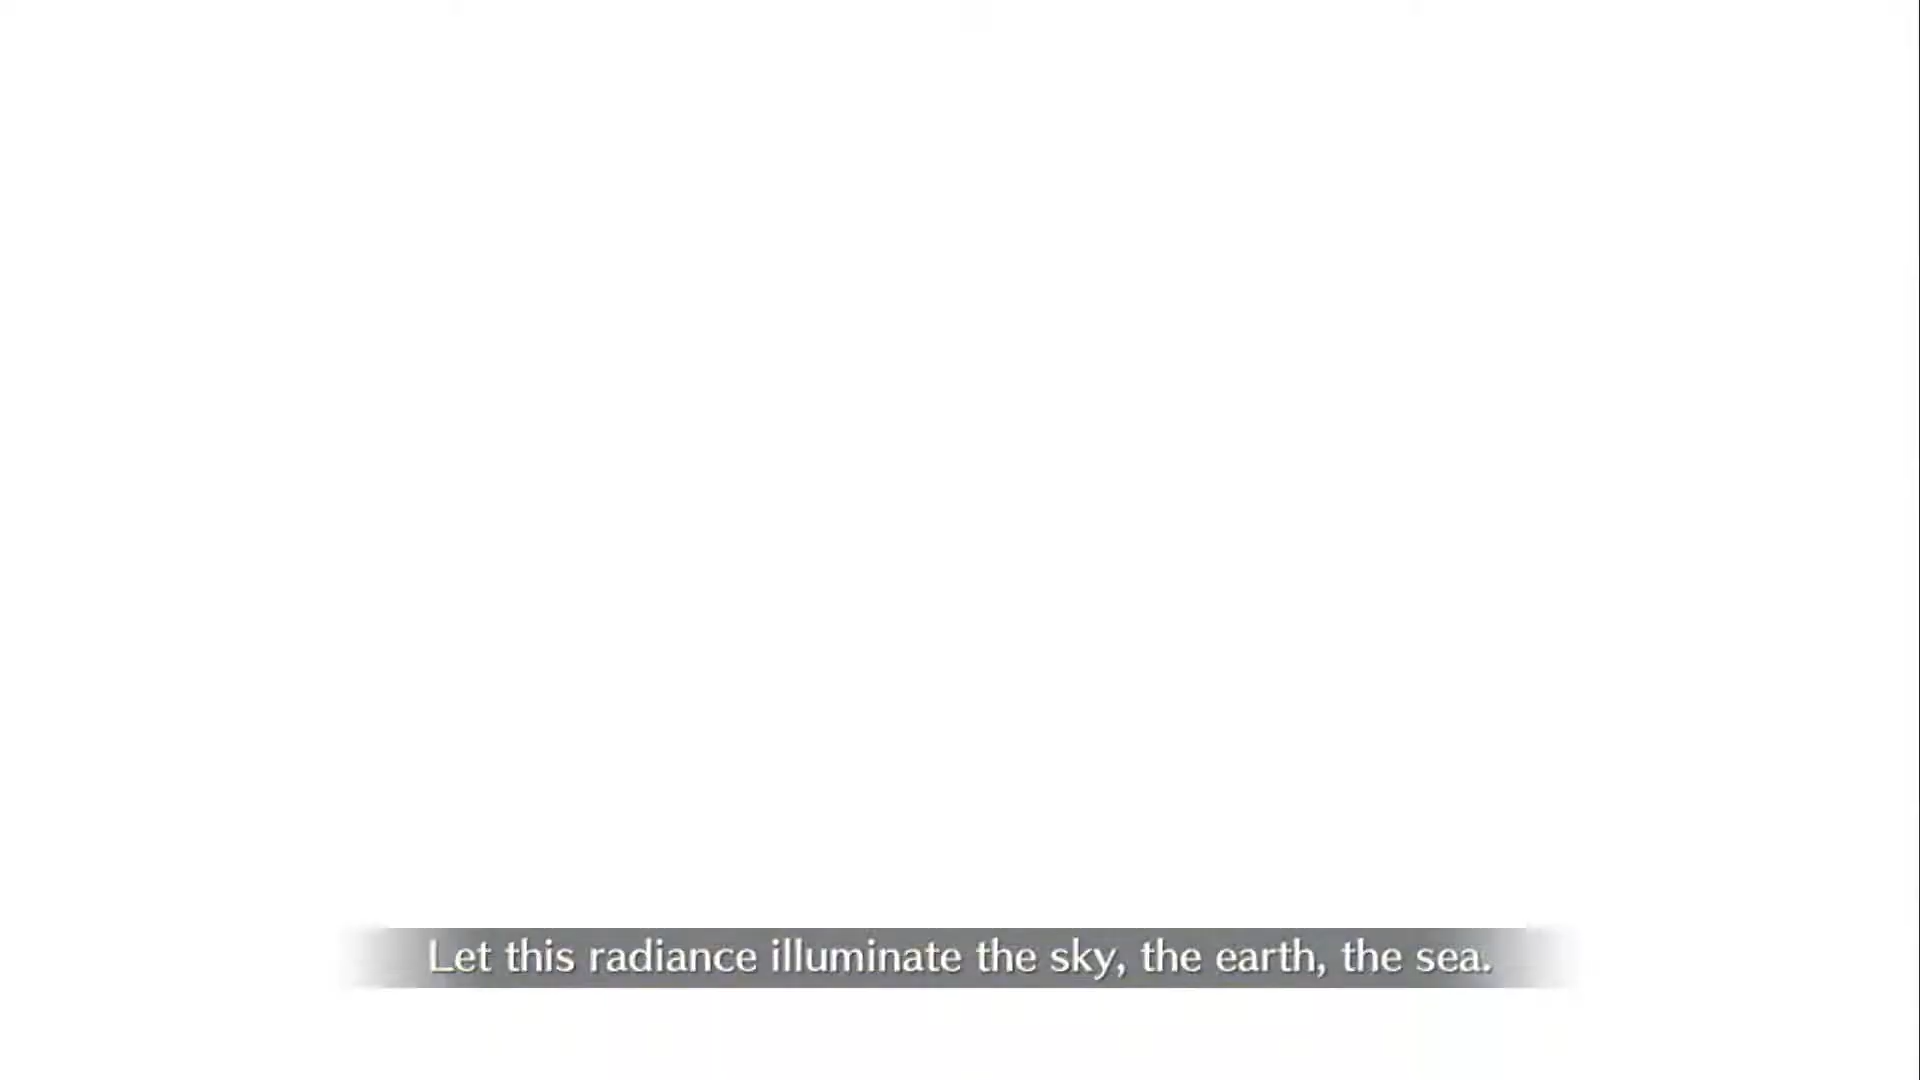 Let this radiance illuminate the sky, the earth, the sea.